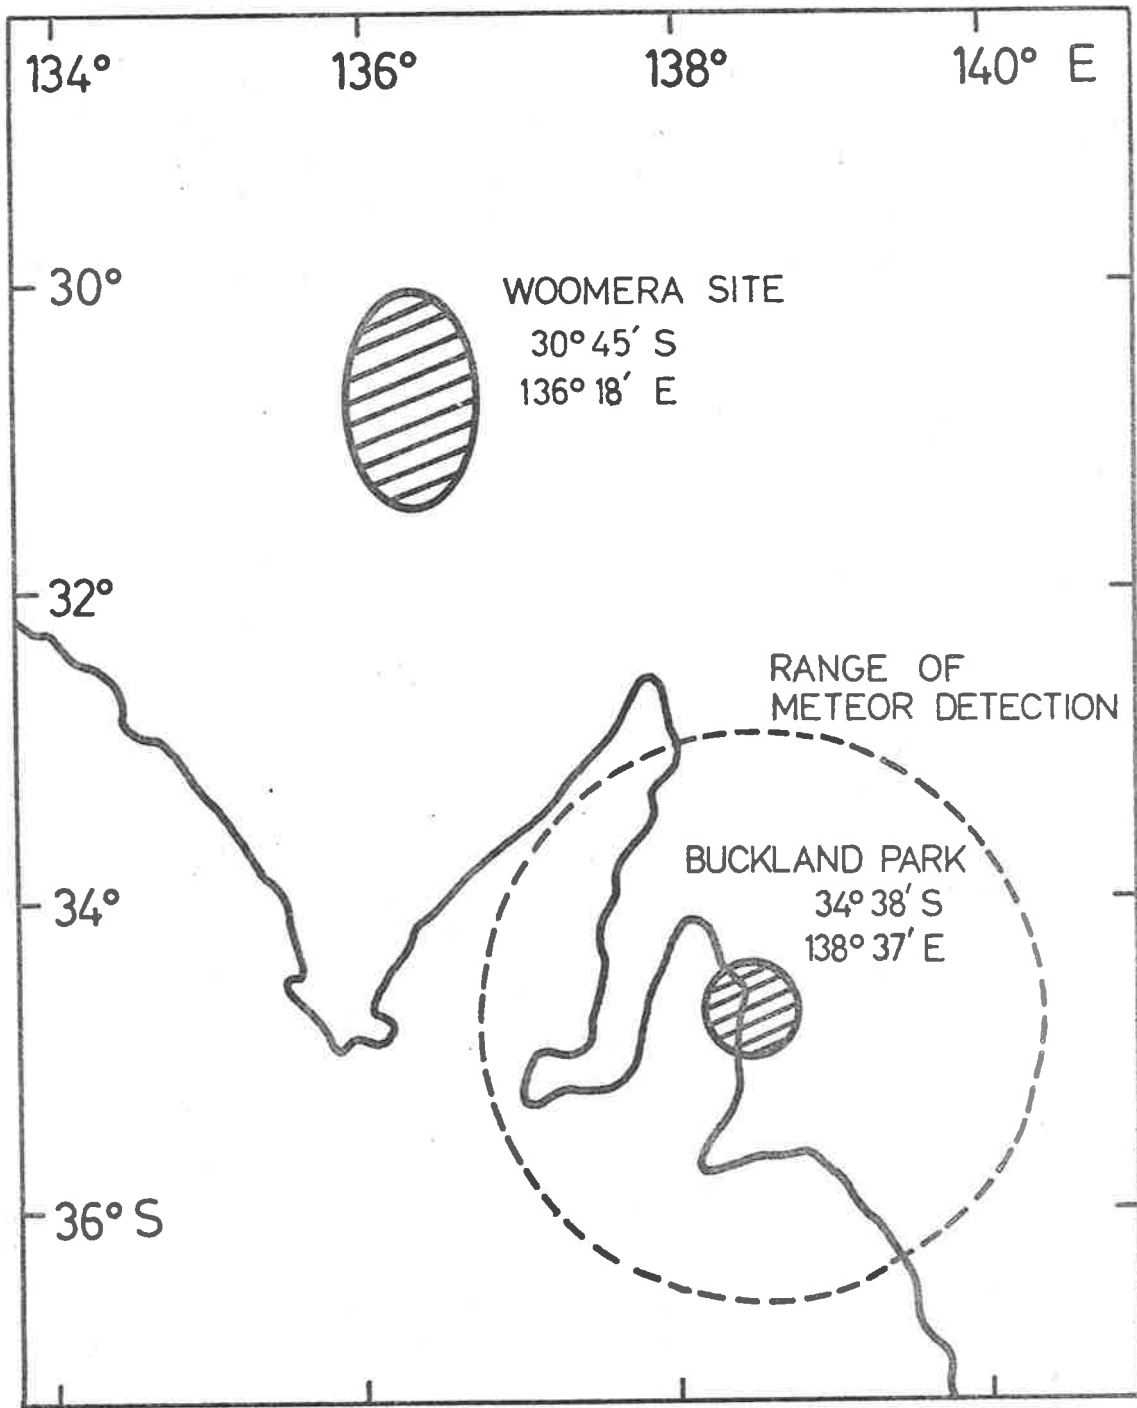 134° 136° 138° 140° E
30°
WOOMERA SITE
30° 45′ S
136° 18′ E
32°
RANGE OF
METEOR DETECTION
BUCKLAND PARK
34° 38′ S
138° 37′ E
34°
36° S